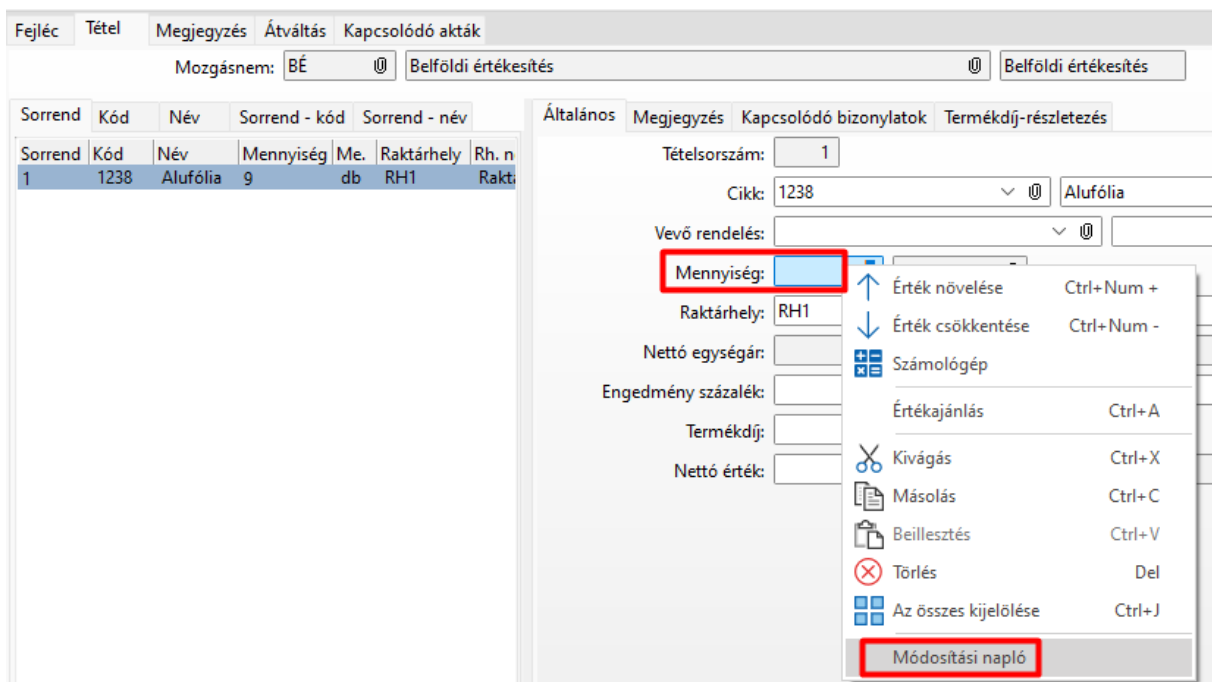 Fejléc Tétel Megjegyzés Átváltás Kapcsolódó akták
Mozgásnem: BÉ Belföldi értékesítés Belföldi értékesítés
Sorrend Kód Név Sorrend - kód Sorrend - név
Sorrend Kód Név Mennyiség Me. Raktárhely Rh. n
1 1238 Alufólia 9 db RH1 Rakt
Általános Megjegyzés Kapcsolódó bizonylatok Termékdíj-részletezés
Tételsorszám: 1
Cikk: 1238 Alufólia
Vevő rendelés:
Mennyiség:
Raktárhely: RH1
Nettó egységár:
Engedmény százalék:
Termékdíj:
Nettó érték:
Érték növelése Ctrl+Num +
Érték csökkentése Ctrl+Num -
Számológép
Értékajánlás Ctrl+A
Kivágás Ctrl+X
Másolás Ctrl+C
Beillesztés Ctrl+V
Törlés Del
Az összes kijelölése Ctrl+J
Módosítási napló